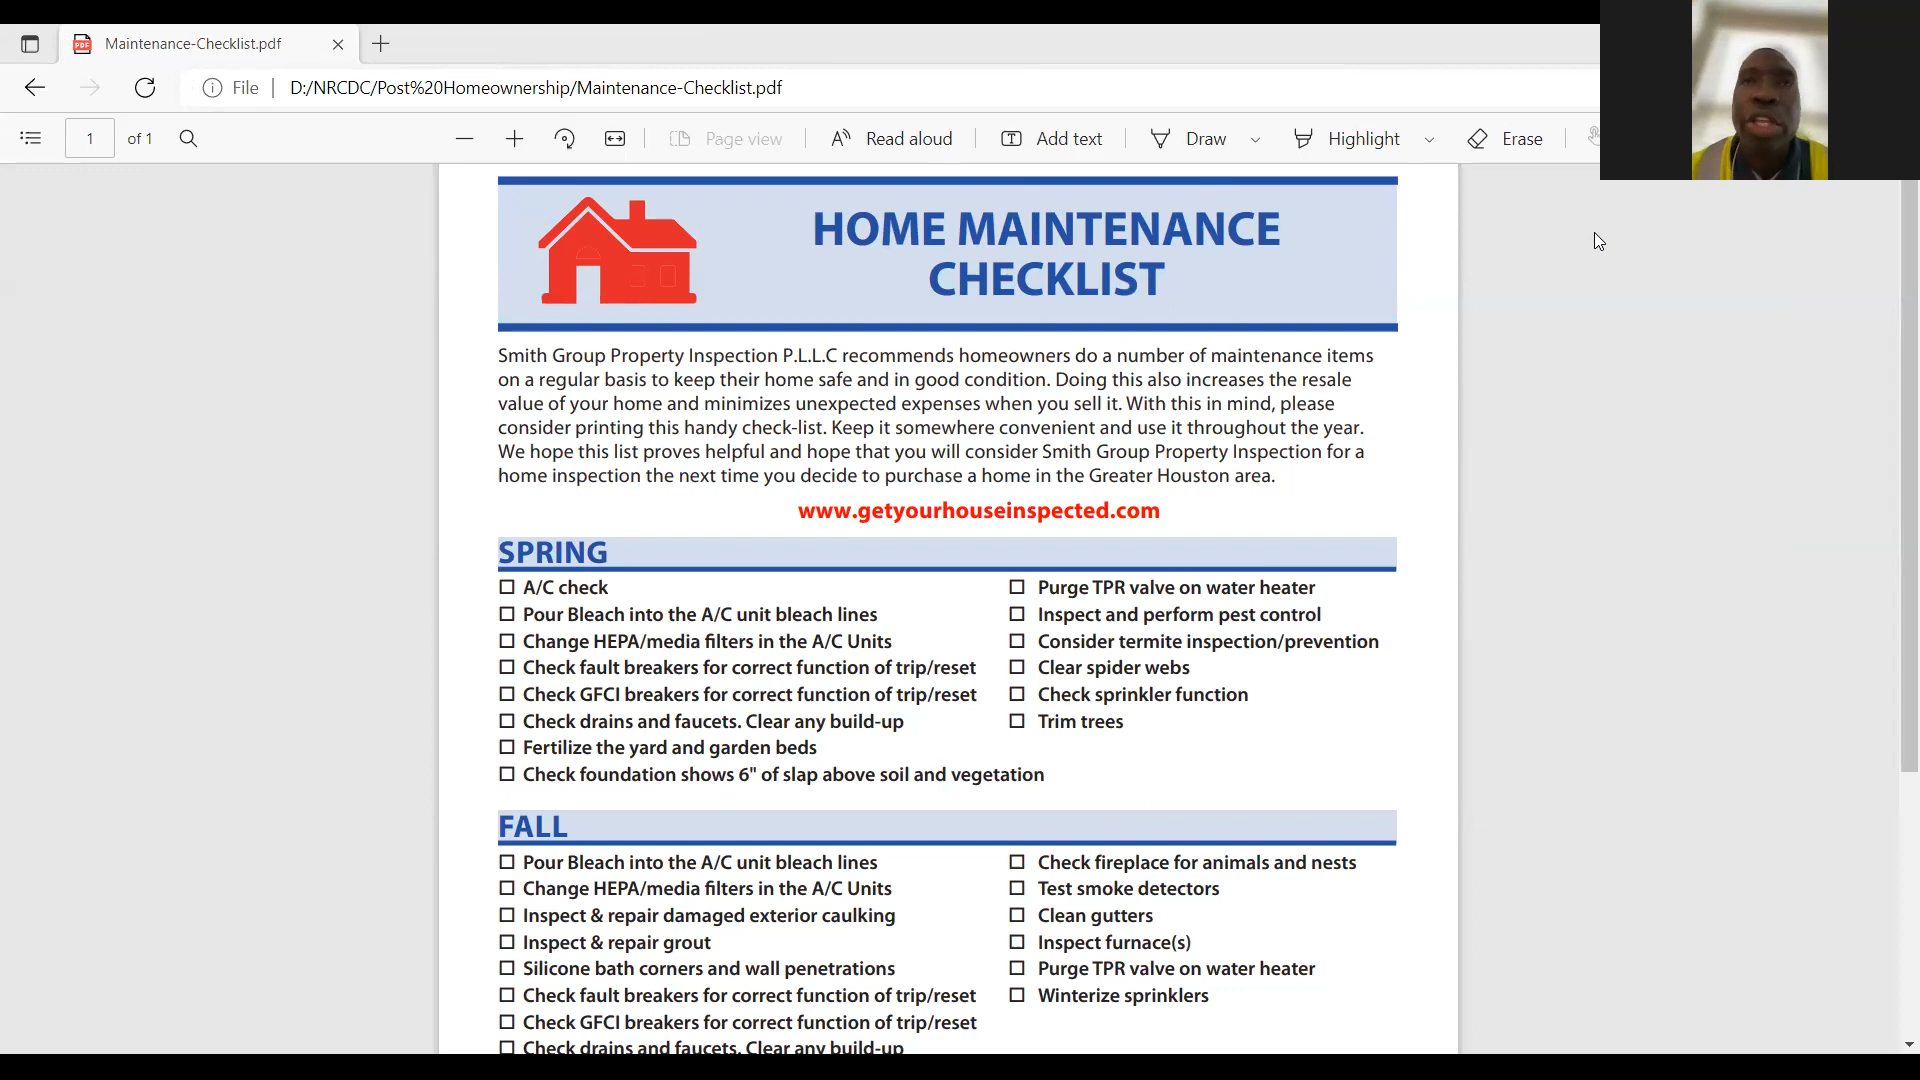 Maintenance-Checklist.pdf
File | D:/NRCDC/Post%20Homeownership/Maintenance-Checklist.pdf
1 of 1 Page view Read aloud Add text Draw Highlight Erase
HOME MAINTENANCE
CHECKLIST
Smith Group Property Inspection P.L.L.C recommends homeowners do a number of maintenance items
on a regular basis to keep their home safe and in good condition. Doing this also increases the resale
value of your home and minimizes unexpected expenses when you sell it. With this in mind, please
consider printing this handy check-list. Keep it somewhere convenient and use it throughout the year.
We hope this list proves helpful and hope that you will consider Smith Group Property Inspection for a
home inspection the next time you decide to purchase a home in the Greater Houston area.
www.getyourhouseinspected.com
SPRING
A/C check
Pour Bleach into the A/C unit bleach lines
Change HEPA/media filters in the A/C Units
Check fault breakers for correct function of trip/reset
Check GFCI breakers for correct function of trip/reset
Check drains and faucets. Clear any build-up
Fertilize the yard and garden beds
Check foundation shows 6" of slap above soil and vegetation
Purge TPR valve on water heater
Inspect and perform pest control
Consider termite inspection/prevention
Clear spider webs
Check sprinkler function
Trim trees
FALL
Pour Bleach into the A/C unit bleach lines
Change HEPA/media filters in the A/C Units
Inspect & repair damaged exterior caulking
Inspect & repair grout
Silicone bath corners and wall penetrations
Check fault breakers for correct function of trip/reset
Check GFCI breakers for correct function of trip/reset
Check drains and faucets. Clear any build-up
Check fireplace for animals and nests
Test smoke detectors
Clean gutters
Inspect furnace(s)
Purge TPR valve on water heater
Winterize sprinklers